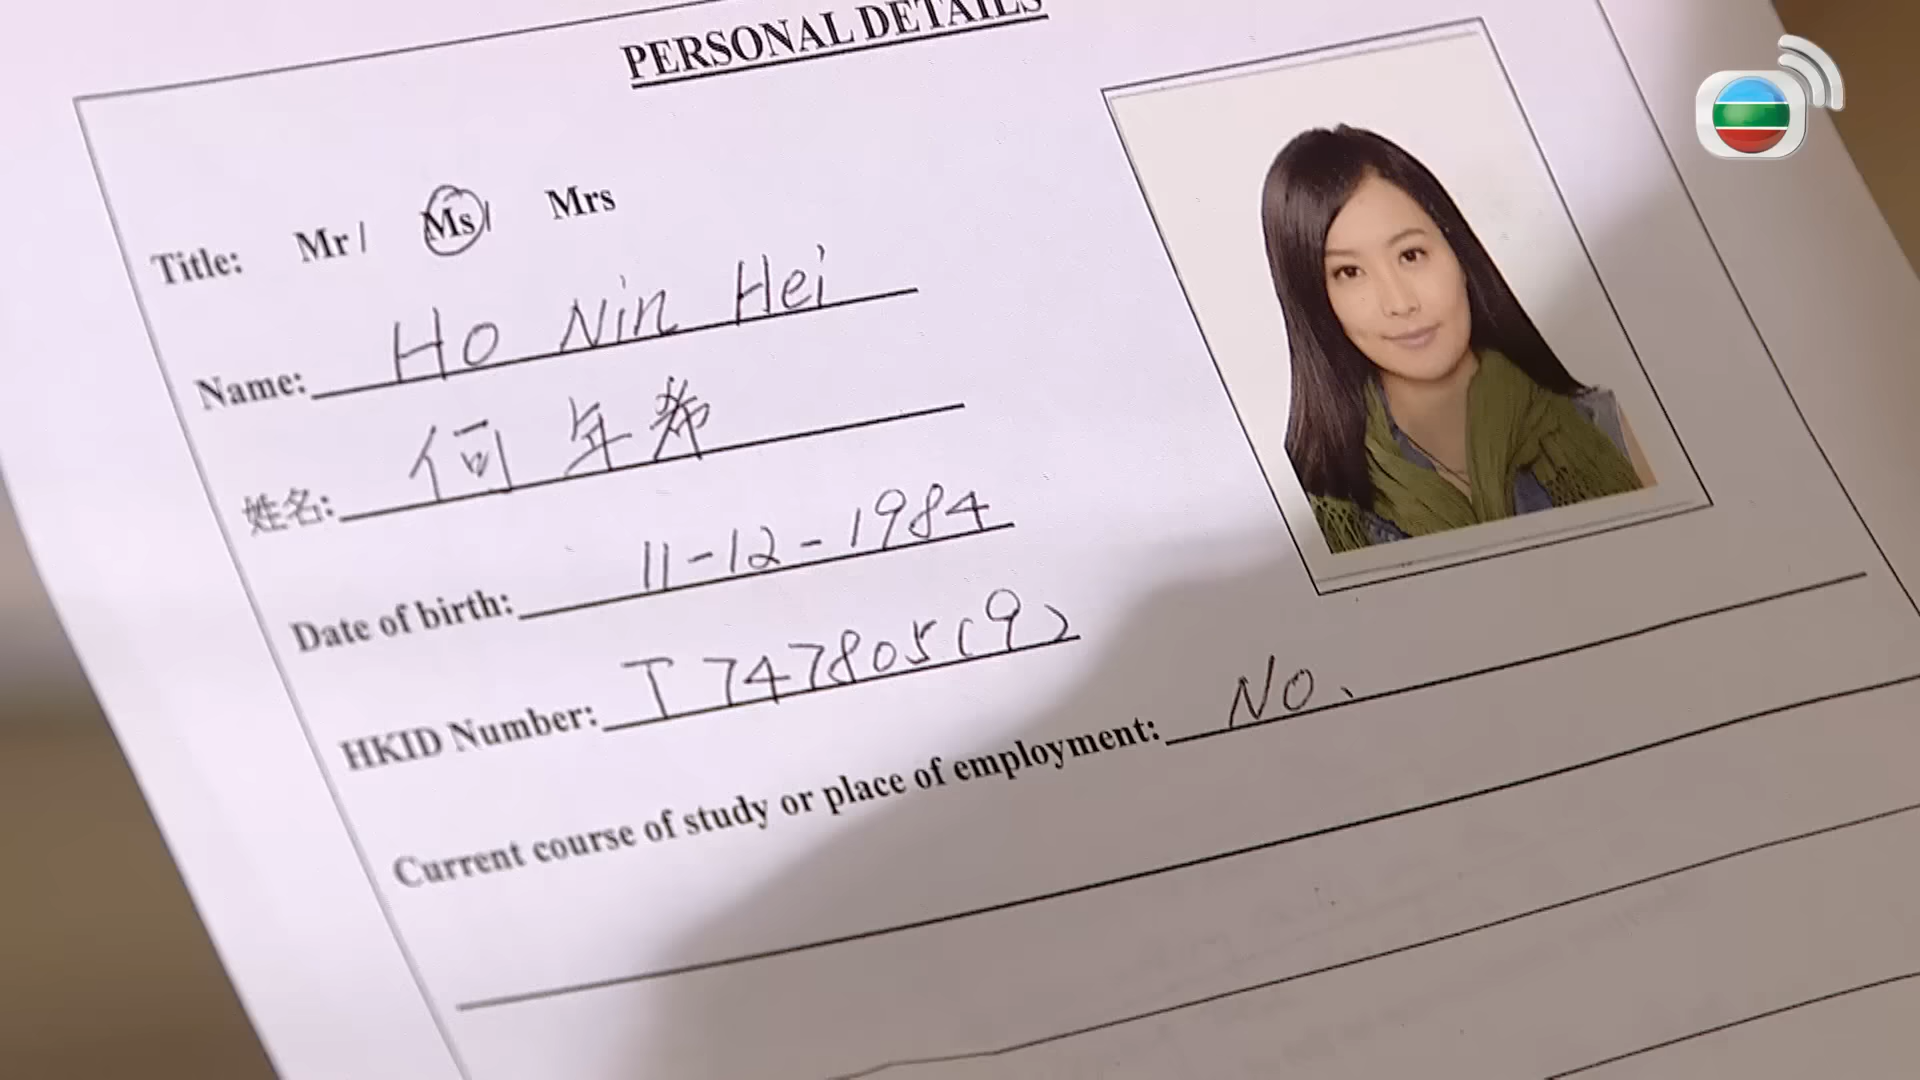 PERSONAL DETAILS
Title: Mr / Ms / Mrs
Name: Ho Nin Hei
姓名: 何年希
Date of birth: 11-12-1984
HKID Number: T747805(9)
Current course of study or place of employment: No.